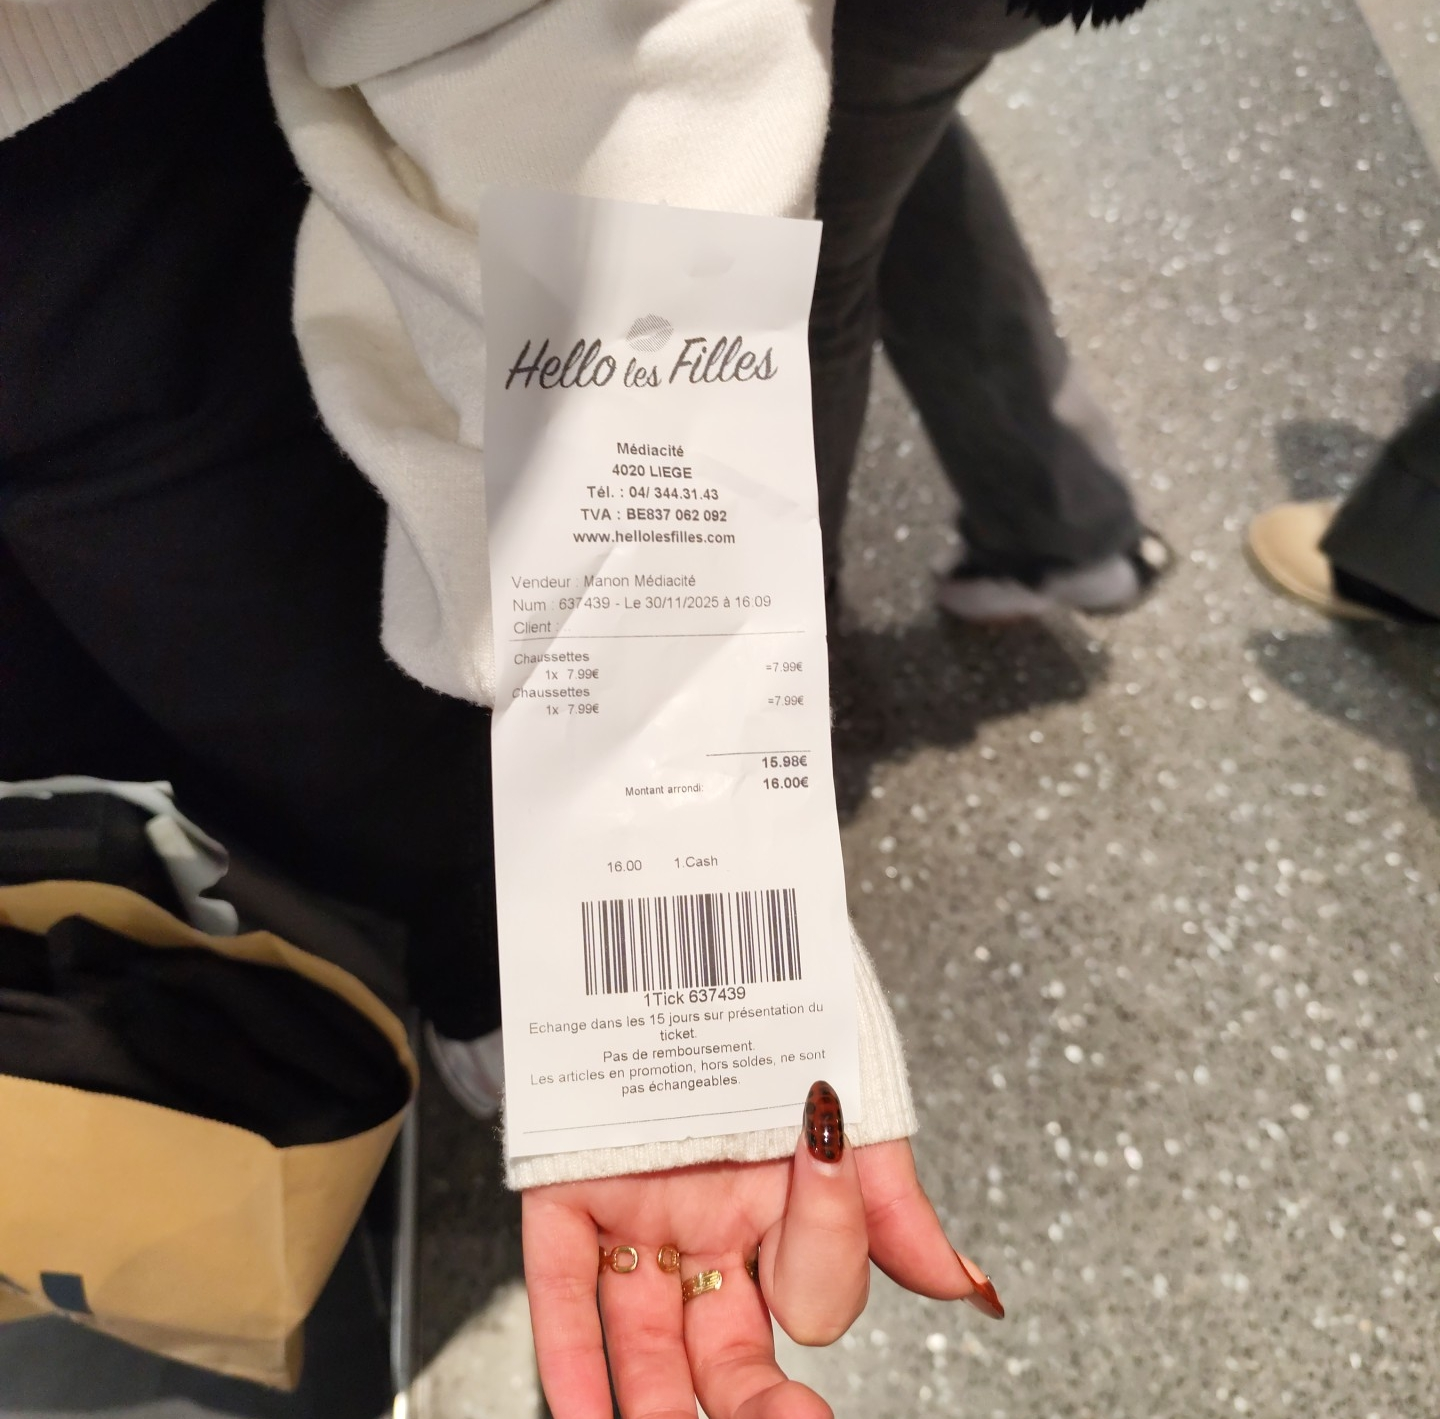 Hello les Filles
Médiacité
4020 LIEGE
Tél. : 04/ 344.31.43
TVA : BE837 062 092
www.hellolesfilles.com
Vendeur : Manon Médiacité
Num : 637439 - Le 30/11/2025 à 16:09
Client : ..
Chaussettes
1x 7.99€ =7.99€
Chaussettes
1x 7.99€ =7.99€
15.98€
Montant arrondi: 16.00€
16.00 1.Cash
1Tick 637439
Echange dans les 15 jours sur présentation du
ticket.
Pas de remboursement.
Les articles en promotion, hors soldes, ne sont
pas échangeables.